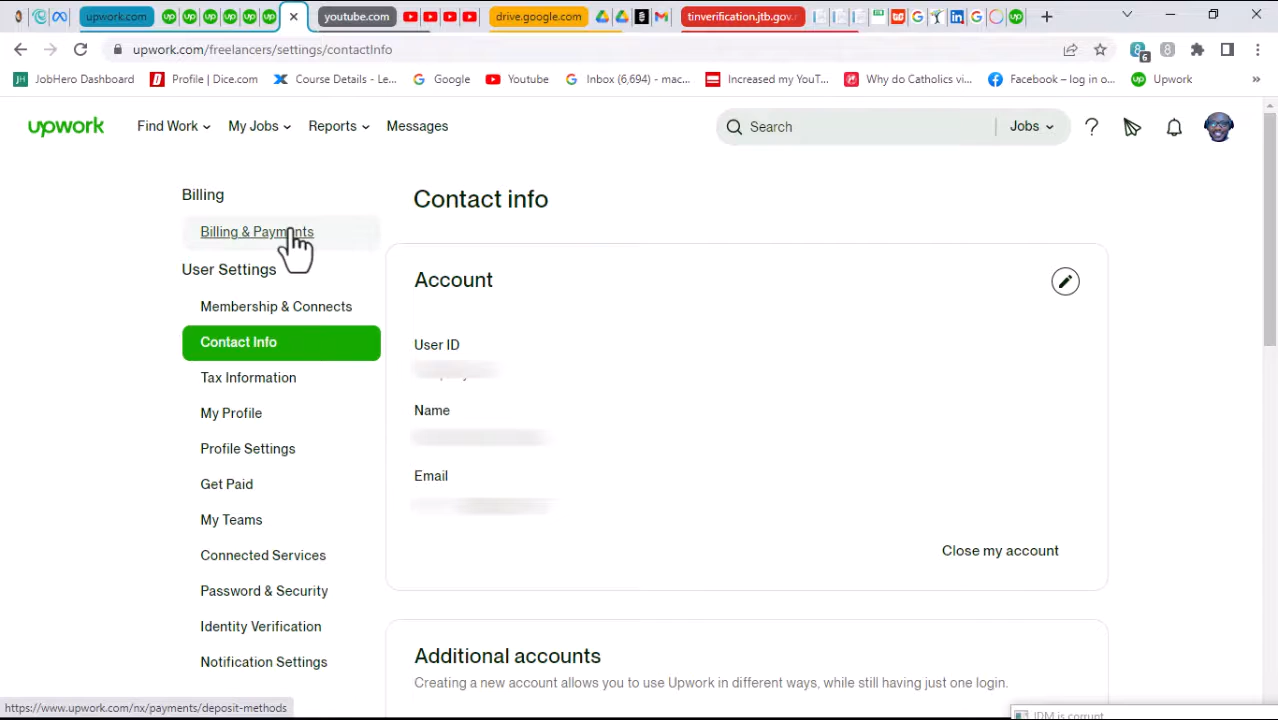 upwork.com
youtube.com
drive.google.com
tinverification.jtb.gov.
upwork.com/freelancers/settings/contactInfo
6
JobHero Dashboard
Profile | Dice.com
Course Details - Le...
Google
Youtube
Inbox (6,694) - mac...
Increased my YouT...
Why do Catholics vi...
Facebook – log in o...
Upwork
upwork
Find Work
My Jobs
Reports
Messages
Search
Jobs
Billing
Billing & Payments
User Settings
Membership & Connects
Contact Info
Tax Information
My Profile
Profile Settings
Get Paid
My Teams
Connected Services
Password & Security
Identity Verification
Notification Settings
Contact info
Account
User ID
Name
Email
Close my account
Additional accounts
Creating a new account allows you to use Upwork in different ways, while still having just one login.
https://www.upwork.com/nx/payments/deposit-methods
IDM is corrupt